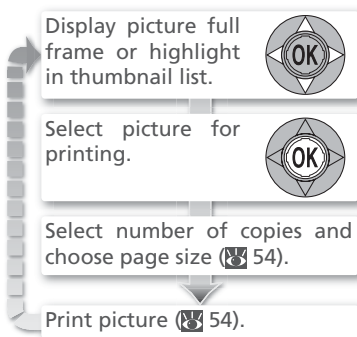 Display picture full
frame or highlight
in thumbnail list.
OK
Select picture for
printing.
OK
Select number of copies and
choose page size ( 54).
Print picture ( 54).